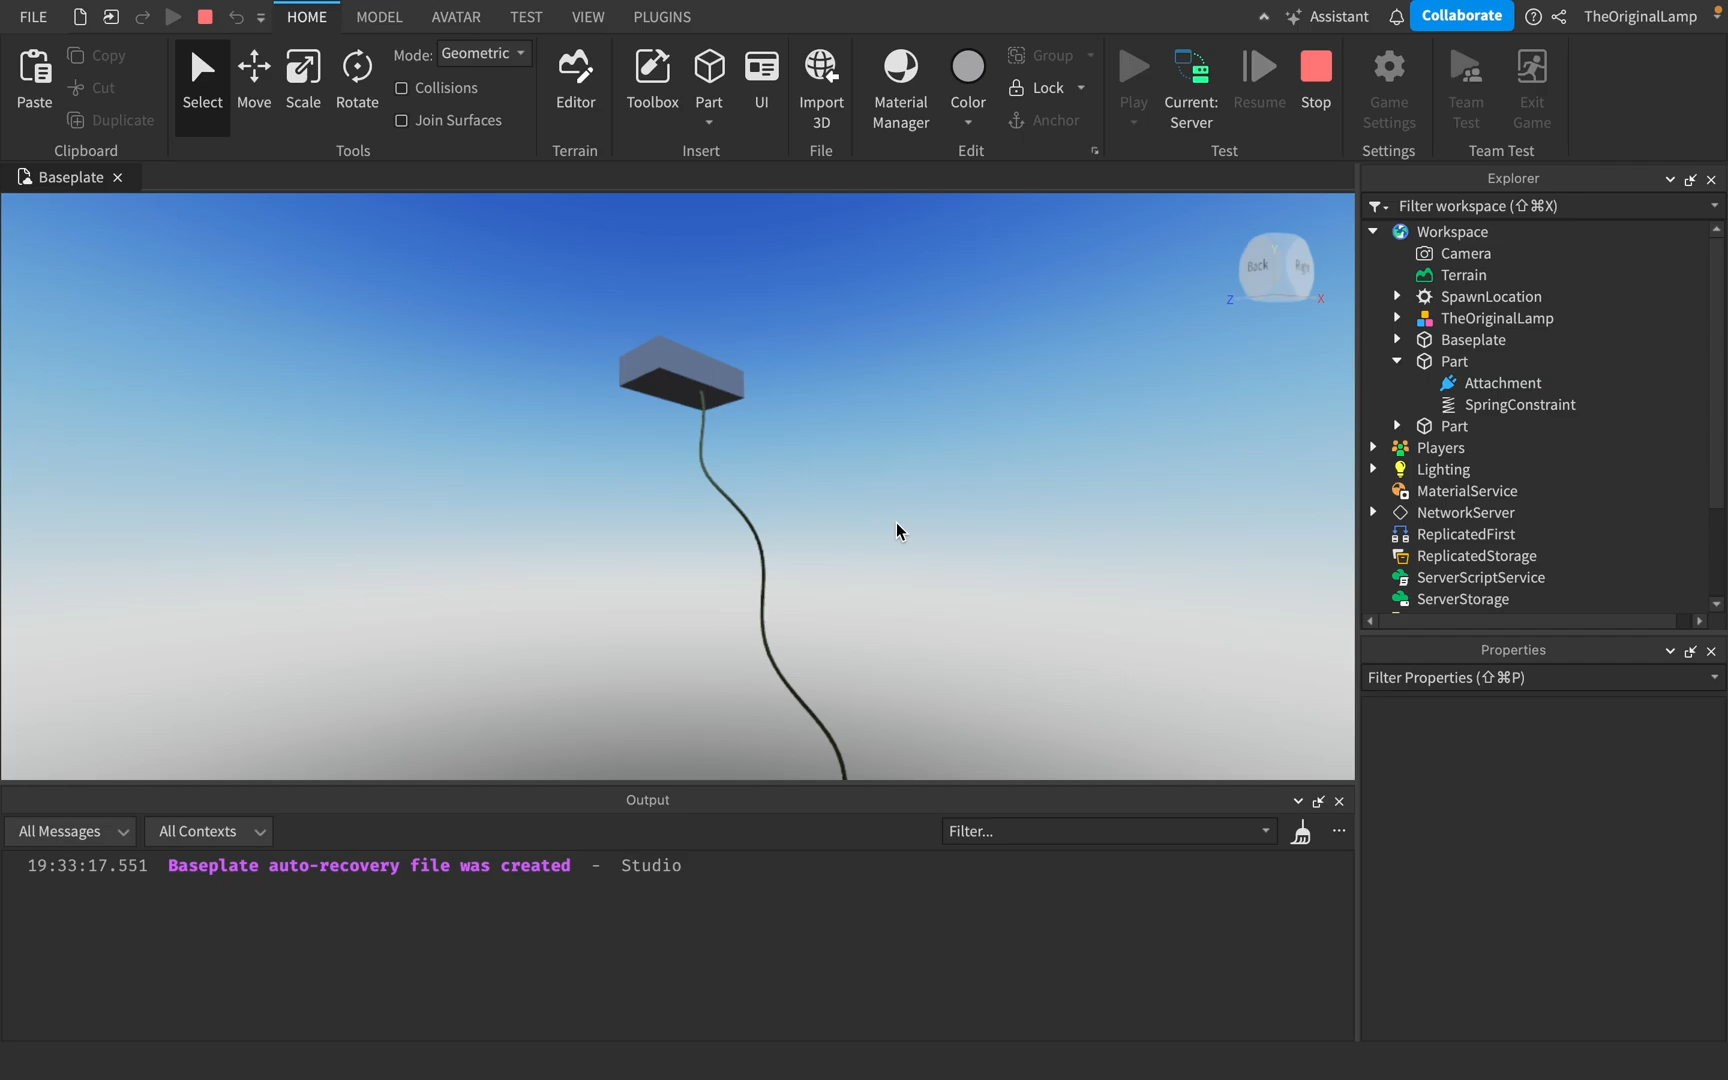 FILE HOME MODEL AVATAR TEST VIEW PLUGINS Assistant Collaborate TheOriginalLamp
Paste Copy Cut Duplicate Clipboard
Select Move Scale Rotate Mode: Geometric
Collisions
Join Surfaces
Tools
Editor
Terrain
Toolbox Part UI
Insert
Import
3D
File
Material
Manager
Color
Group
Lock
Anchor
Edit
Play
Current:
Server
Resume Stop
Test
Game
Settings
Settings
Team
Test
Exit
Game
Team Test
Baseplate
Back Right
Y
Z X
Explorer
Filter workspace (⇧⌘X)
Workspace
Camera
Terrain
SpawnLocation
TheOriginalLamp
Baseplate
Part
Attachment
SpringConstraint
Part
Players
Lighting
MaterialService
NetworkServer
ReplicatedFirst
ReplicatedStorage
ServerScriptService
ServerStorage
Properties
Filter Properties (⇧⌘P)
Output
All Messages All Contexts Filter...
19:33:17.551 Baseplate auto-recovery file was created - Studio